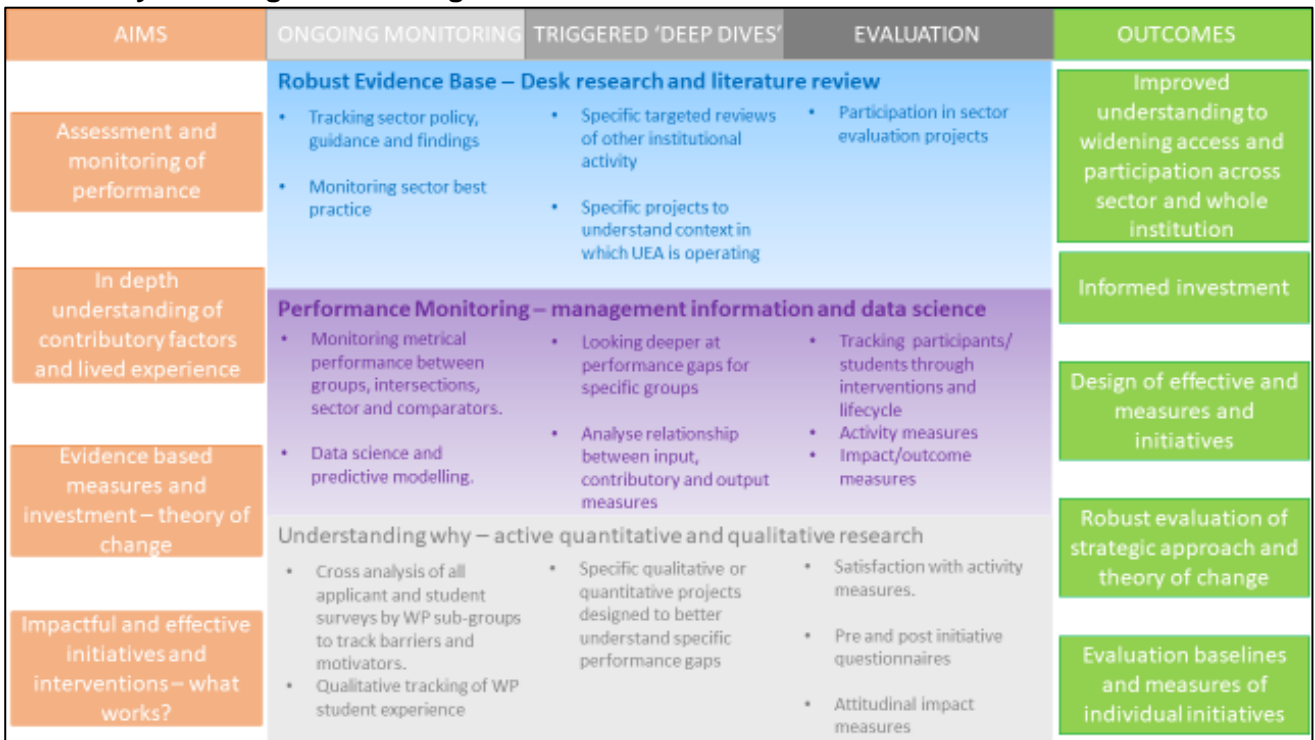 AIMS
ONGOING MONITORING
TRIGGERED ‘DEEP DIVES’
EVALUATION
OUTCOMES
Assessment and
monitoring of
performance
In depth
understanding of
contributory factors
and lived experience
Evidence based
measures and
investment – theory of
change
Impactful and effective
initiatives and
interventions – what
works?
Robust Evidence Base – Desk research and literature review
• Tracking sector policy,
guidance and findings
• Monitoring sector best
practice
• Specific targeted reviews
of other institutional
activity
• Specific projects to
understand context in
which UEA is operating
• Participation in sector
evaluation projects
Performance Monitoring – management information and data science
• Monitoring metrical
performance between
groups, intersections,
sector and comparators.
• Data science and
predictive modelling.
• Looking deeper at
performance gaps for
specific groups
• Analyse relationship
between input,
contributory and output
measures
• Tracking participants/
students through
interventions and
lifecycle
• Activity measures
• Impact/outcome
measures
Understanding why – active quantitative and qualitative research
• Cross analysis of all
applicant and student
surveys by WP sub-groups
to track barriers and
motivators.
• Qualitative tracking of WP
student experience
• Specific qualitative or
quantitative projects
designed to better
understand specific
performance gaps
• Satisfaction with activity
measures.
• Pre and post initiative
questionnaires
• Attitudinal impact
measures
Improved
understanding to
widening access and
participation across
sector and whole
institution
Informed investment
Design of effective and
measures and
initiatives
Robust evaluation of
strategic approach and
theory of change
Evaluation baselines
and measures of
individual initiatives